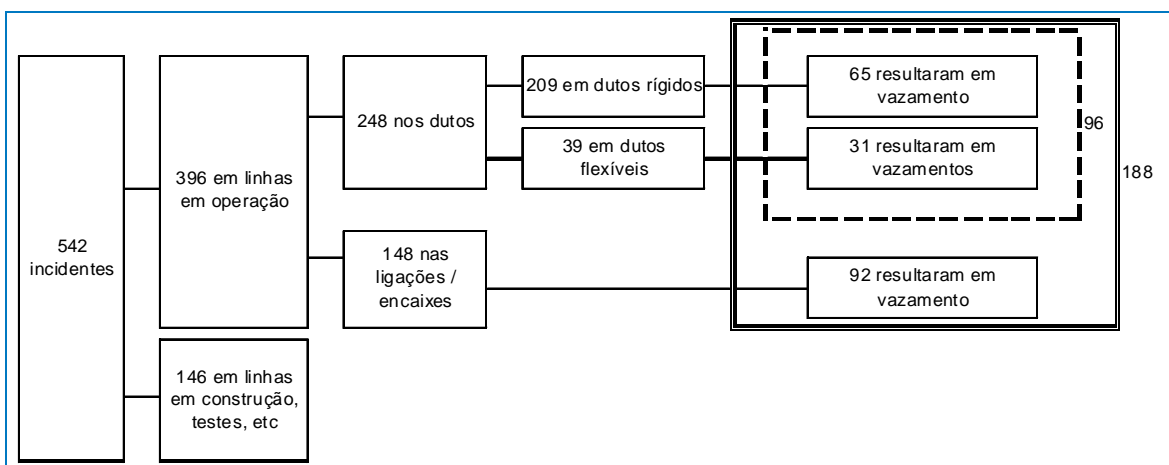 542
incidentes
396 em linhas
em operação
146 em linhas
em construção,
testes, etc
248 nos dutos
148 nas
ligações /
encaixes
209 em dutos rígidos
39 em dutos
flexíveis
65 resultaram em
vazamento
31 resultaram em
vazamentos
92 resultaram em
vazamento
96
188